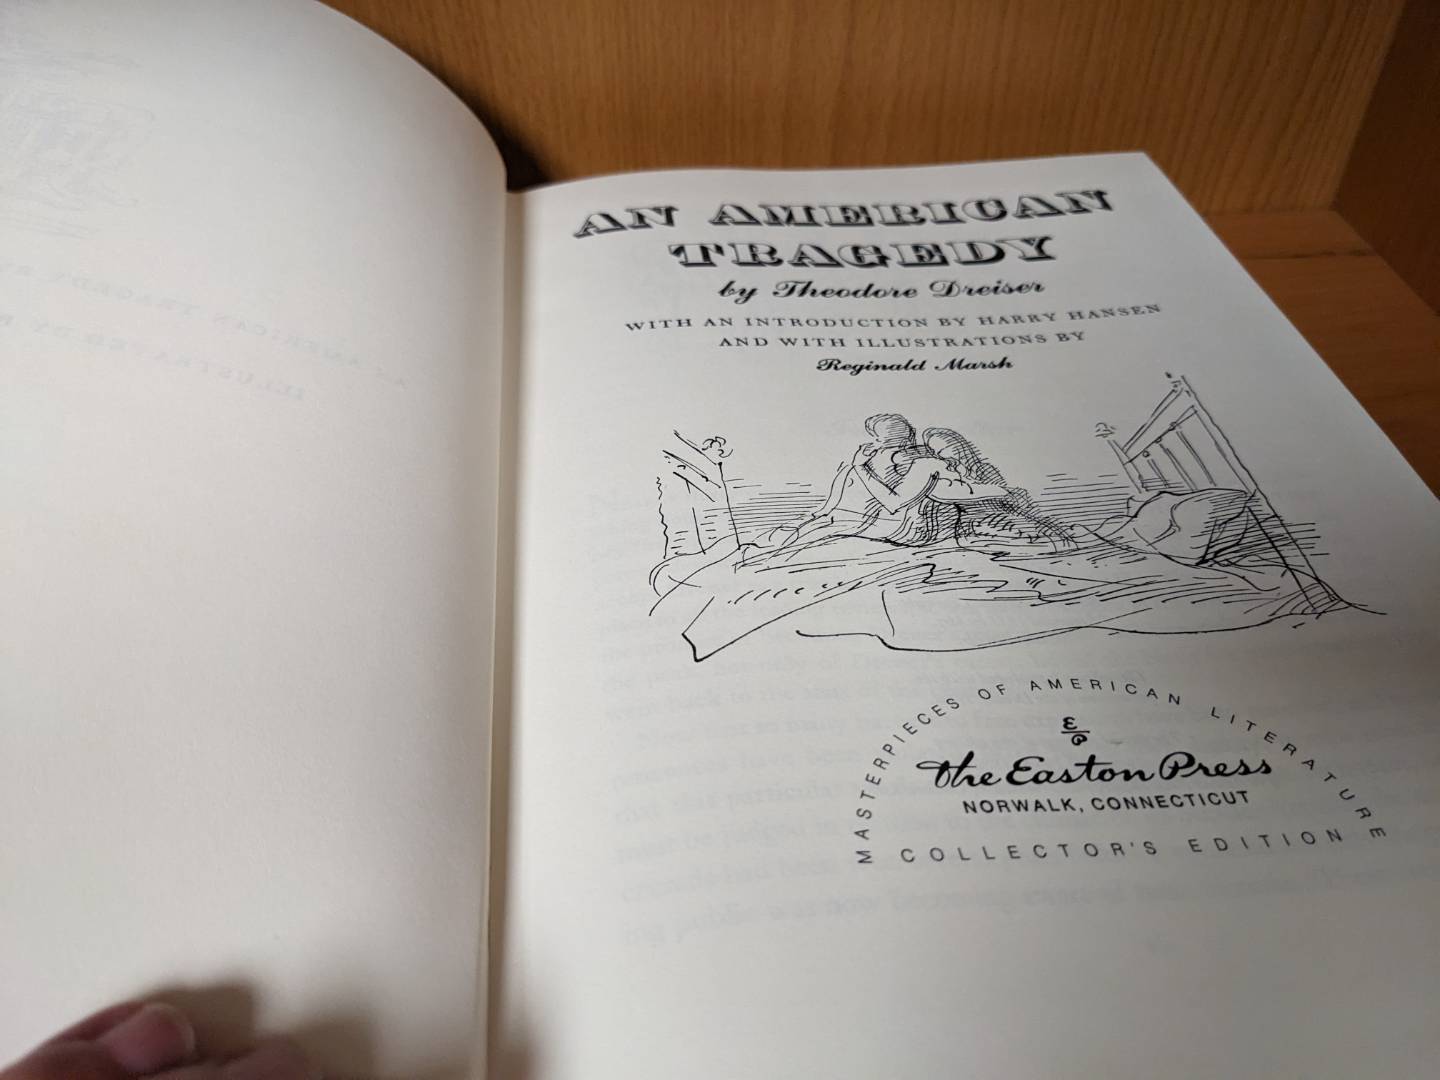 AN AMERICAN
TRAGEDY
by Theodore Dreiser
WITH AN INTRODUCTION BY HARRY HANSEN
AND WITH ILLUSTRATIONS BY
Reginald Marsh
MASTERPIECES OF AMERICAN LITERATURE
The Easton Press
NORWALK, CONNECTICUT
COLLECTOR'S EDITION